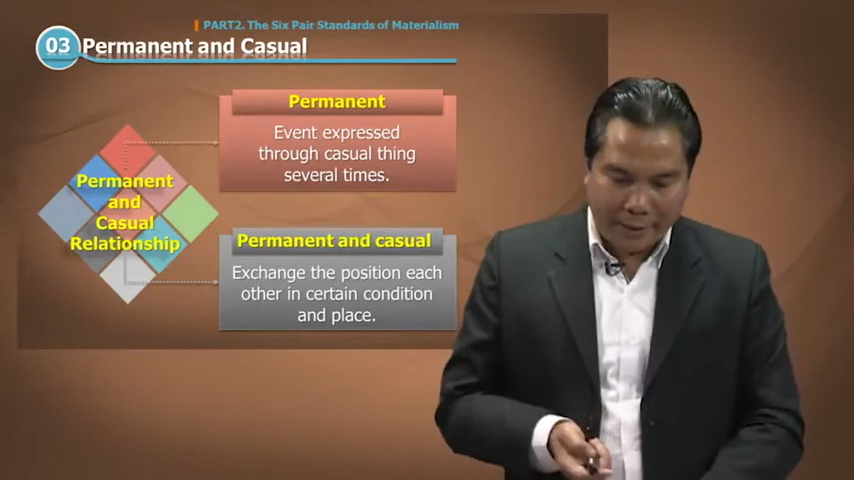 PART2. The Six Pair Standards of Materialism
03 Permanent and Casual
Permanent
Event expressed
through casual thing
several times.
Permanent
and
Casual
Relationship
Permanent and casual
Exchange the position each
other in certain condition
and place.